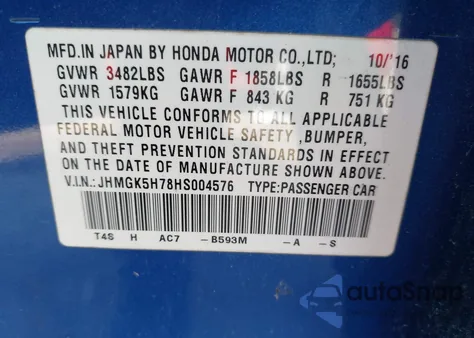 MFD.IN JAPAN BY HONDA MOTOR CO.,LTD; 10/'16
GVWR 3482LBS GAWR F 1858LBS R 1655LBS
GVWR 1579KG GAWR F 843 KG R 751 KG
THIS VEHICLE CONFORMS TO ALL APPLICABLE
FEDERAL MOTOR VEHICLE SAFETY ,BUMPER,
AND THEFT PREVENTION STANDARDS IN EFFECT
ON THE DATE OF MANUFACTURE SHOWN ABOVE.
V.I.N.:JHMGK5H78HS004576 TYPE:PASSENGER CAR
T4S H AC7 -B593M -A -S
autoSnap